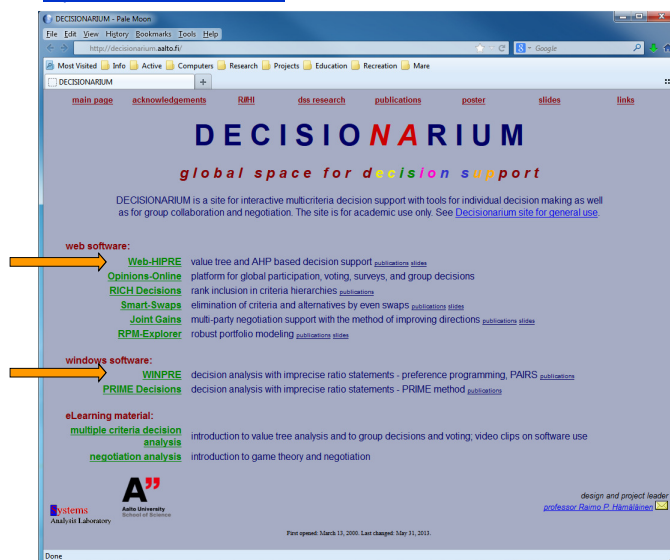 DECISIONARIUM - Pale Moon
File Edit View History Bookmarks Tools Help
http://decisionarium.aalto.fi/
Google
Most Visited Info Active Computers Research Projects Education Recreation Mare
DECISIONARIUM
main page acknowledgements R@HI dss research publications poster slides links
DECISIONARIUM
global space for decision support
DECISIONARIUM is a site for interactive multicriteria decision support with tools for individual decision making as well
as for group collaboration and negotiation. The site is for academic use only. See Decisionarium site for general use.
web software:
Web-HIPRE value tree and AHP based decision support publications slides
Opinions-Online platform for global participation, voting, surveys, and group decisions
RICH Decisions rank inclusion in criteria hierarchies publications
Smart-Swaps elimination of criteria and alternatives by even swaps publications slides
Joint Gains multi-party negotiation support with the method of improving directions publications slides
RPM-Explorer robust portfolio modeling publications slides
windows software:
WINPRE decision analysis with imprecise ratio statements - preference programming, PAIRS publications
PRIME Decisions decision analysis with imprecise ratio statements - PRIME method publications
eLearning material:
multiple criteria decision
analysis introduction to value tree analysis and to group decisions and voting; video clips on software use
negotiation analysis introduction to game theory and negotiation
A"
Systems
Analysis Laboratory
Aalto University
School of Science
design and project leader
professor Raimo P. Hämäläinen
First opened: March 13, 2000. Last changed: May 31, 2013.
Done